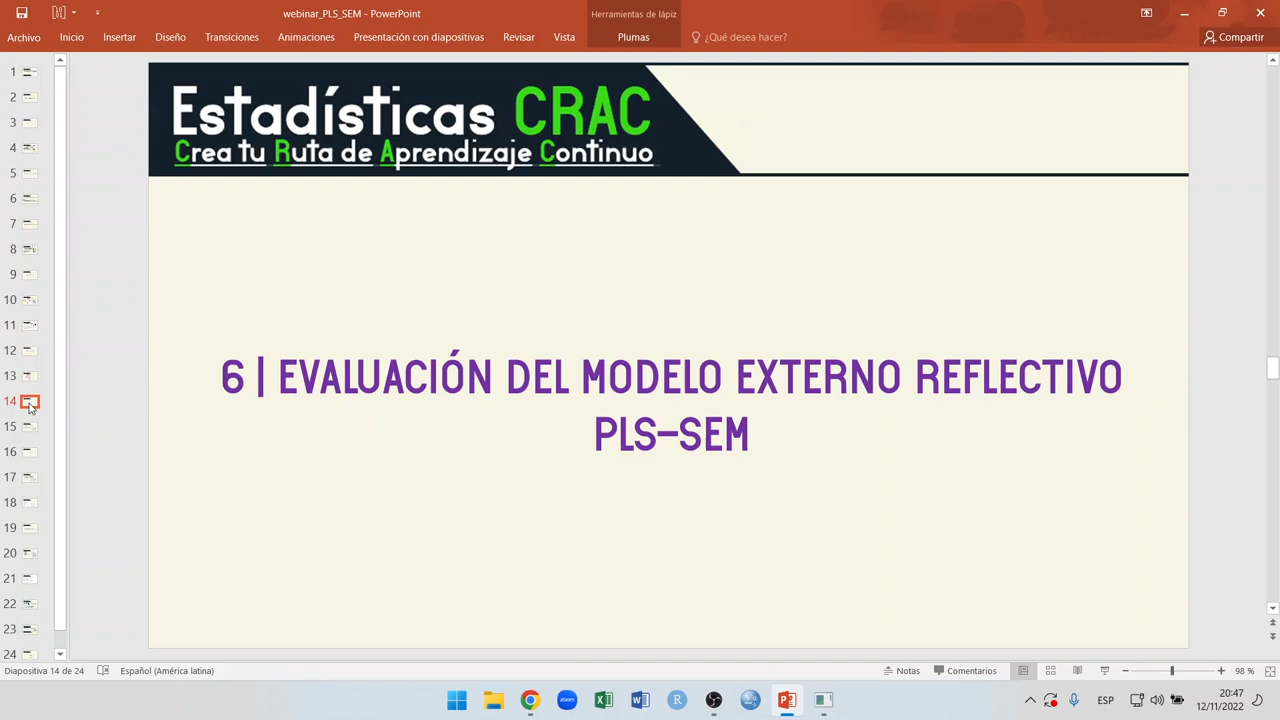 webinar_PLS_SEM - PowerPoint
Herramientas de lápiz
Archivo Inicio Insertar Diseño Transiciones Animaciones Presentación con diapositivas Revisar Vista Plumas ¿Qué desea hacer? Compartir
1
2
3
4
5
6
7
8
9
10
11
12
13
14
15
17
18
19
20
21
22
23
24
Estadísticas CRAC
Crea tu Ruta de Aprendizaje Continuo
6 | EVALUACIÓN DEL MODELO EXTERNO REFLECTIVO
PLS-SEM
Diapositiva 14 de 24 Español (América latina) Notas Comentarios 98 %
ESP
20:47
12/11/2022